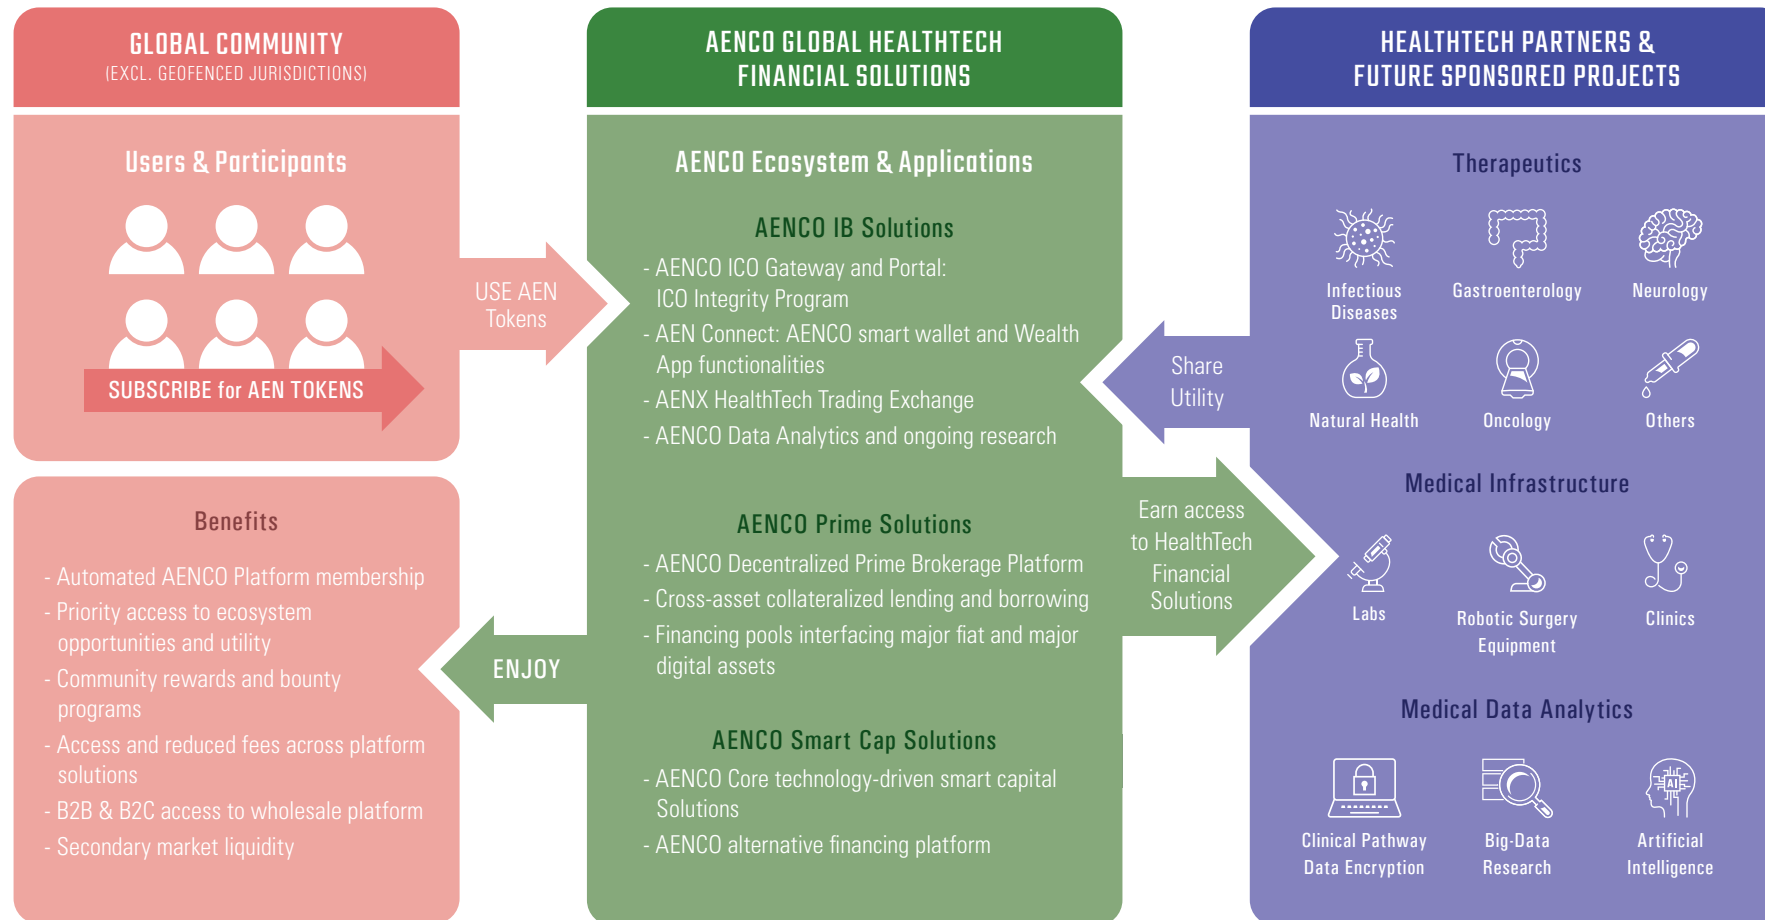 GLOBAL COMMUNITY
(EXCL. GEOFENCED JURISDICTIONS)
Users & Participants
SUBSCRIBE for AEN TOKENS
USE AEN
Tokens
Benefits
- Automated AENCO Platform membership
- Priority access to ecosystem
opportunities and utility
- Community rewards and bounty
programs
- Access and reduced fees across platform
solutions
- B2B & B2C access to wholesale platform
- Secondary market liquidity
ENJOY
AENCO GLOBAL HEALTHTECH
FINANCIAL SOLUTIONS
AENCO Ecosystem & Applications
AENCO IB Solutions
- AENCO ICO Gateway and Portal:
ICO Integrity Program
- AEN Connect: AENCO smart wallet and Wealth
App functionalities
- AENX HealthTech Trading Exchange
- AENCO Data Analytics and ongoing research
AENCO Prime Solutions
- AENCO Decentralized Prime Brokerage Platform
- Cross-asset collateralized lending and borrowing
- Financing pools interfacing major fiat and major
digital assets
AENCO Smart Cap Solutions
- AENCO Core technology-driven smart capital
Solutions
- AENCO alternative financing platform
Share
Utility
Earn access
to HealthTech
Financial
Solutions
HEALTHTECH PARTNERS &
FUTURE SPONSORED PROJECTS
Therapeutics
Infectious
Diseases
Gastroenterology
Neurology
Natural Health
Oncology
Others
Medical Infrastructure
Labs
Robotic Surgery
Equipment
Clinics
Medical Data Analytics
AI
Clinical Pathway
Data Encryption
Big-Data
Research
Artificial
Intelligence